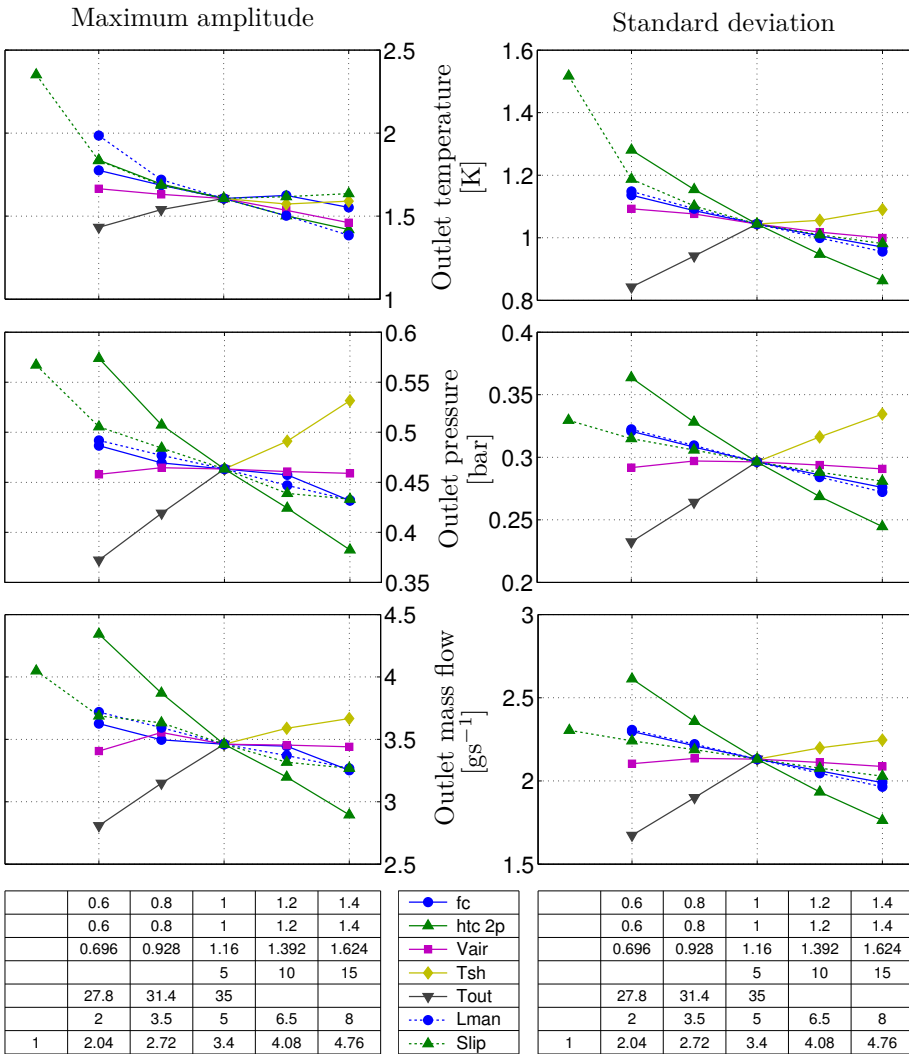 Maximum amplitude
Standard deviation
2.5
2
1.5
1
Outlet temperature
[K]
1.6
1.4
1.2
1
0.8
0.6
0.55
0.5
0.45
0.4
0.35
Outlet pressure
[bar]
0.4
0.35
0.3
0.25
0.2
4.5
4
3.5
3
2.5
Outlet mass flow
[gs−1]
3
2.5
2
1.5
0.6 0.8 1 1.2 1.4
0.6 0.8 1 1.2 1.4
0.696 0.928 1.16 1.392 1.624
5 10 15
27.8 31.4 35
2 3.5 5 6.5 8
1 2.04 2.72 3.4 4.08 4.76
fc
htc 2p
Vair
Tsh
Tout
Lman
Slip
0.6 0.8 1 1.2 1.4
0.6 0.8 1 1.2 1.4
0.696 0.928 1.16 1.392 1.624
5 10 15
27.8 31.4 35
2 3.5 5 6.5 8
1 2.04 2.72 3.4 4.08 4.76